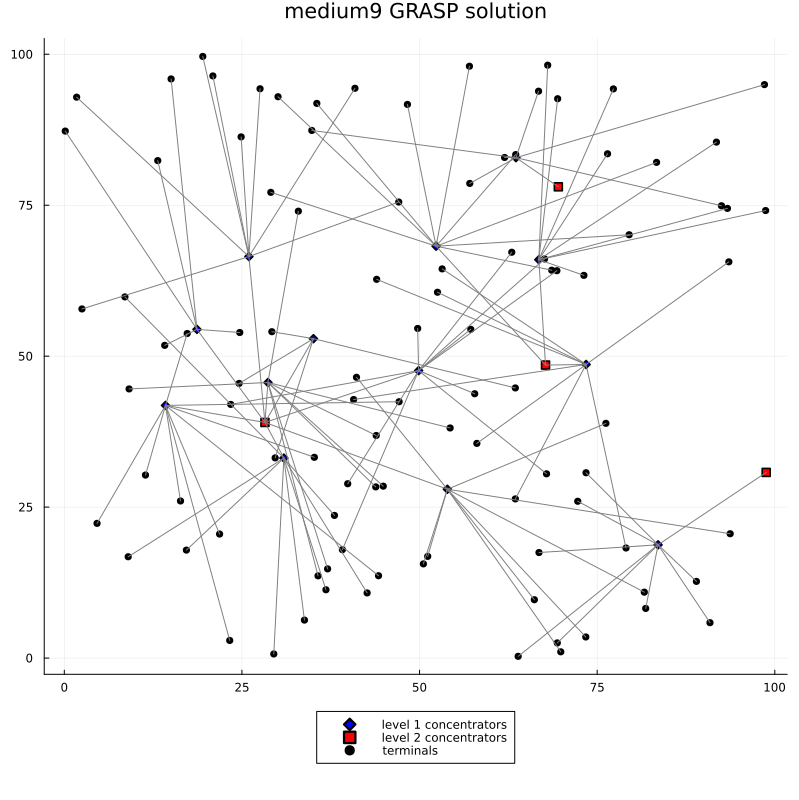 medium9 GRASP solution
100
75
50
25
0
0 25 50 75 100
level 1 concentrators
level 2 concentrators
terminals